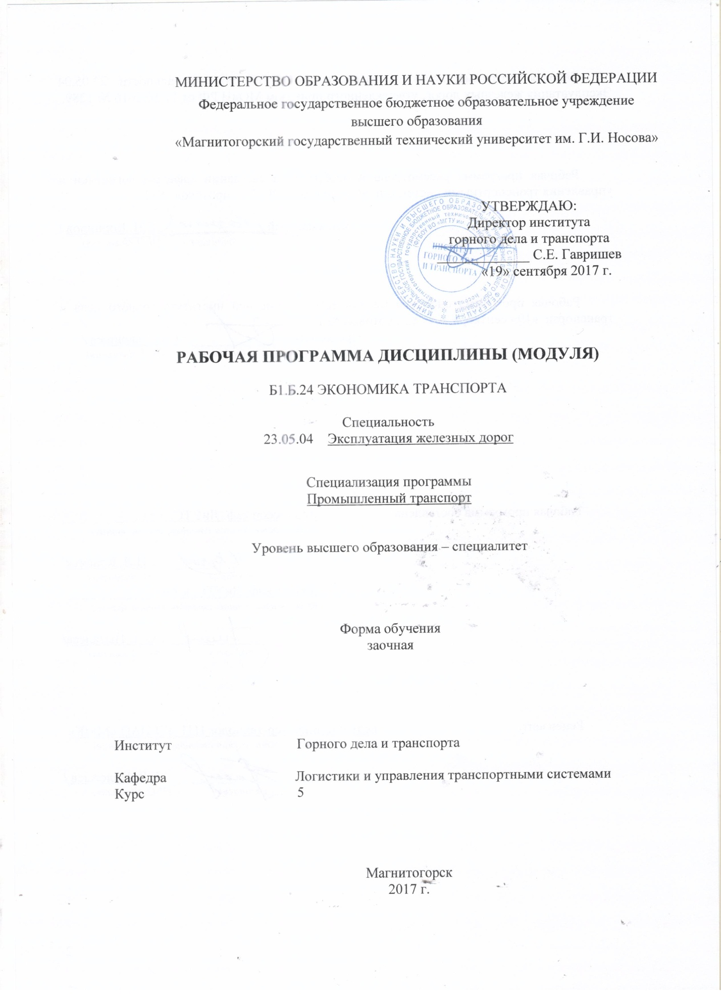 МИНИСТЕРСТВО ОБРАЗОВАНИЯ И НАУКИ РОССИЙСКОЙ ФЕДЕРАЦИИ
Федеральное государственное бюджетное образовательное учреждение
высшего образования
«Магнитогорский государственный технический университет им. Г.И. Носова»
УТВЕРЖДАЮ:
Директор института
горного дела и транспорта
С.Е. Гавришев
«19» сентября 2017 г.
ИНСТИТУТ
ГОРНОГО ДЕЛА
И ТРАНСПОРТА
РАБОЧАЯ ПРОГРАММА ДИСЦИПЛИНЫ (МОДУЛЯ)
Б1.Б.24 ЭКОНОМИКА ТРАНСПОРТА
Специальность
23.05.04 Эксплуатация железных дорог
Специализация программы
Промышленный транспорт
Уровень высшего образования – специалитет
Форма обучения
заочная
Институт Горного дела и транспорта
Кафедра Логистики и управления транспортными системами
Курс 5
Магнитогорск
2017 г.